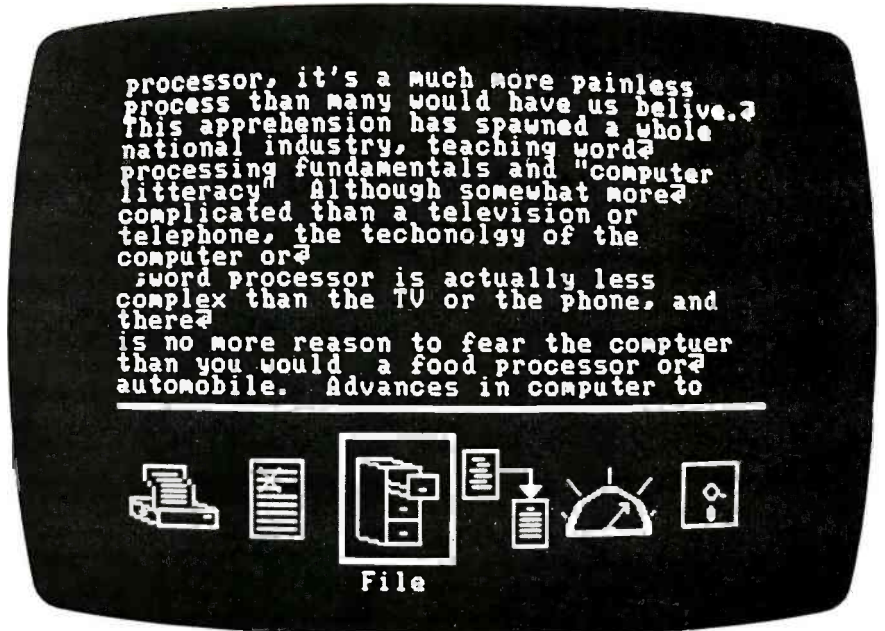 processor, it's a much more painless
process than many would have us belive.
This apprehension has spawned a whole
national industry, teaching word
processing fundamentals and "computer
litteracy"  Although somewhat more
complicated than a television or
telephone, the techonolgy of the
computer or
;word processor is actually less
complex than the TV or the phone, and
there
is no more reason to fear the comptuer
than you would  a food processor or
automobile.  Advances in computer to
File